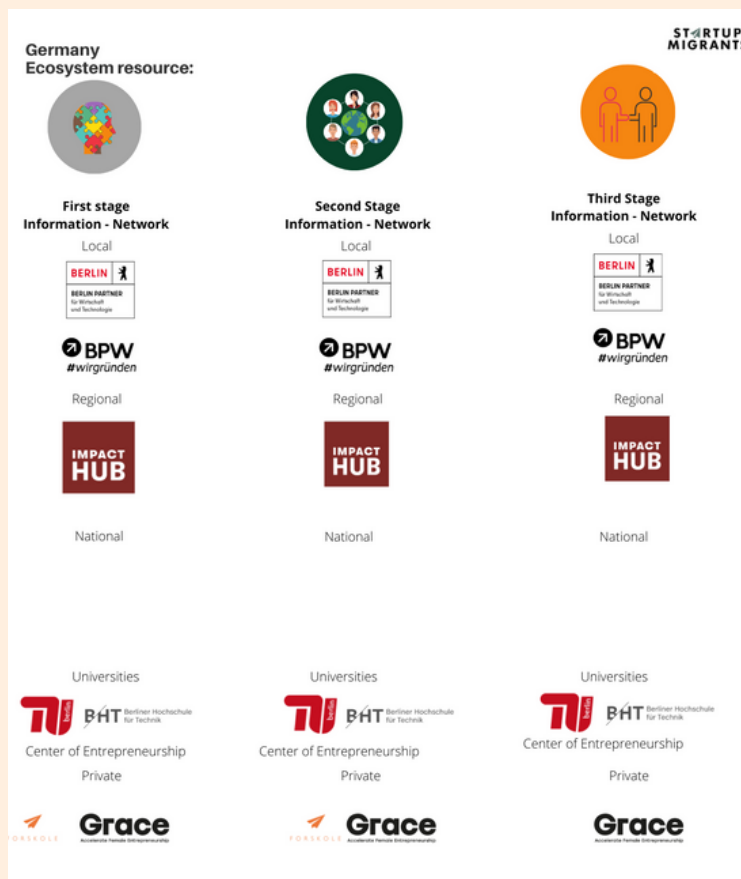 STARTUP
MIGRANTS
Germany
Ecosystem resource:
First stage
Information - Network
Local
BERLIN
BERLIN PARTNER
für Wirtschaft
und Technologie
BPW
#wirgründen
Regional
IMPACT
HUB
National
Universities
TU
berlin
BHT Berliner Hochschule
für Technik
Center of Entrepreneurship
Private
FORSKOLE
Grace
Accelerate Female Entrepreneurship
Second Stage
Information - Network
Local
BERLIN
BERLIN PARTNER
für Wirtschaft
und Technologie
BPW
#wirgründen
Regional
IMPACT
HUB
National
Universities
TU
berlin
BHT Berliner Hochschule
für Technik
Center of Entrepreneurship
Private
FORSKOLE
Grace
Accelerate Female Entrepreneurship
Third Stage
Information - Network
Local
BERLIN
BERLIN PARTNER
für Wirtschaft
und Technologie
BPW
#wirgründen
Regional
IMPACT
HUB
National
Universities
TU
berlin
BHT Berliner Hochschule
für Technik
Center of Entrepreneurship
Private
Grace
Accelerate Female Entrepreneurship